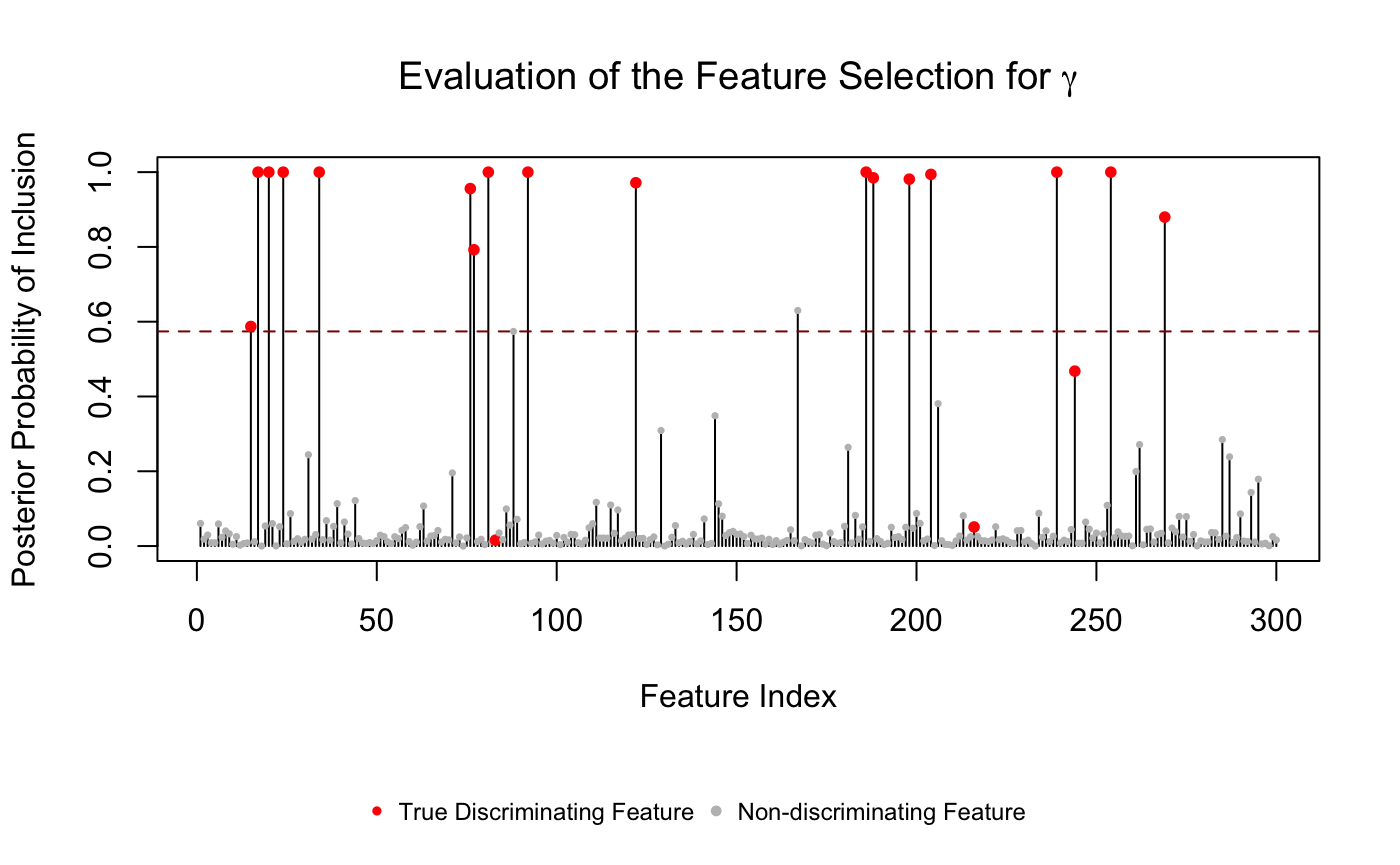 Evaluation of the Feature Selection for γ
Posterior Probability of Inclusion
1.0
0.8
0.6
0.4
0.2
0.0
0 50 100 150 200 250 300
Feature Index
True Discriminating Feature Non-discriminating Feature